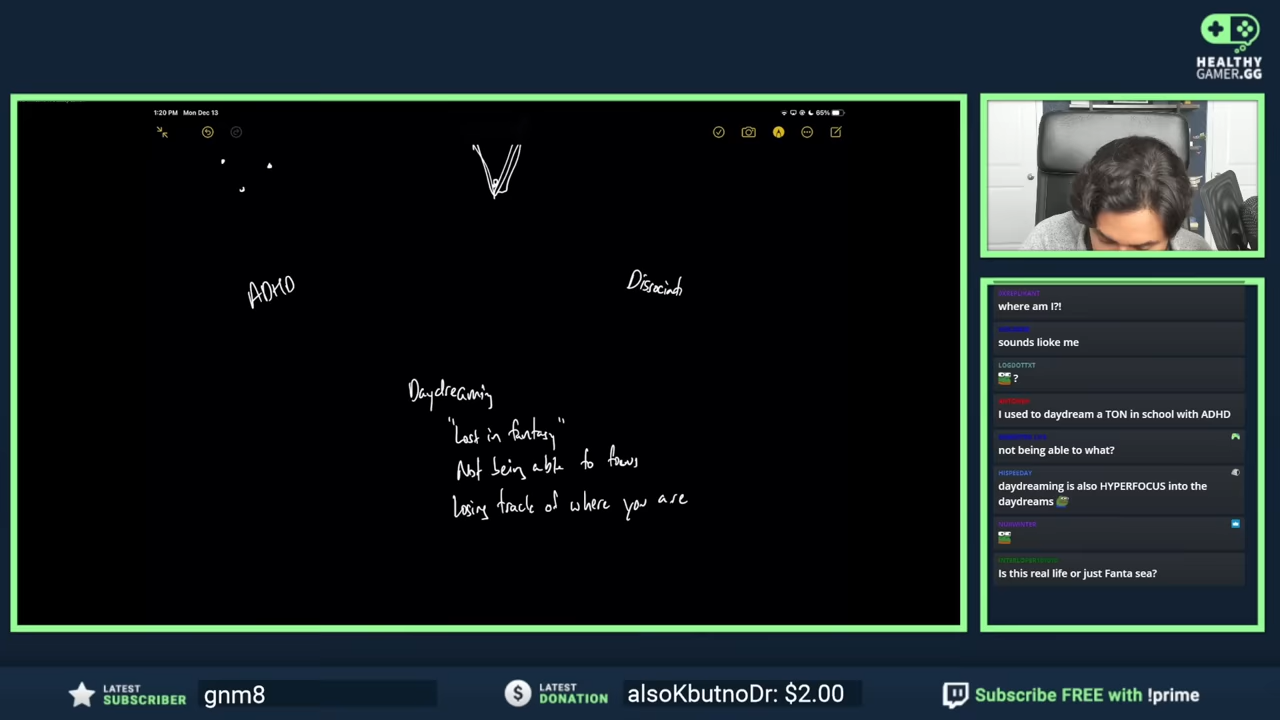 HEALTHY
GAMER.GG
1:20 PM Mon Dec 13
65%
ADHD
Daydreaming
"Lost in fantasy"
Not being able to focus
Losing track of where you are
where am I?!
sounds lioke me
LOGDOTTXT
?
I used to daydream a TON in school with ADHD
not being able to what?
daydreaming is also HYPERFOCUS into the
daydreams
Is this real life or just Fanta sea?
LATEST
SUBSCRIBER
gnm8
$
LATEST
DONATION
alsoKbutnoDr: $2.00
Subscribe FREE with !prime